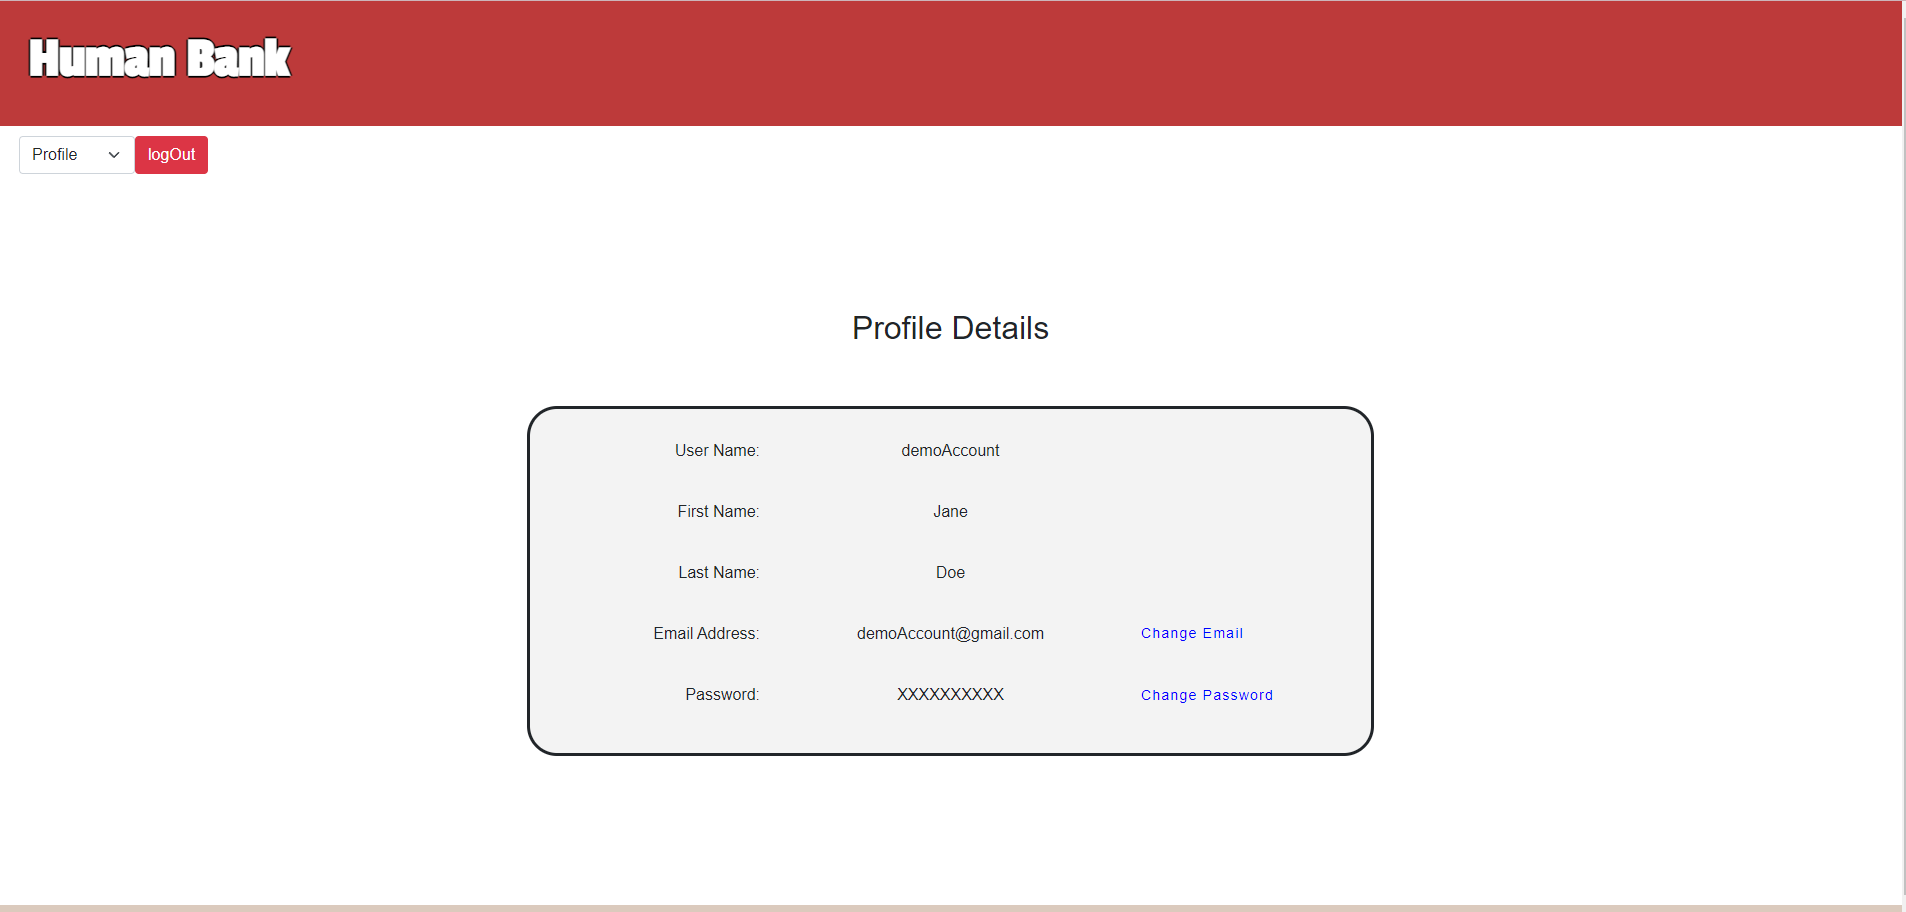 Human Bank
Profile logOut
Profile Details
User Name: demoAccount
First Name: Jane
Last Name: Doe
Email Address: demoAccount@gmail.com Change Email
Password: XXXXXXXXXX Change Password